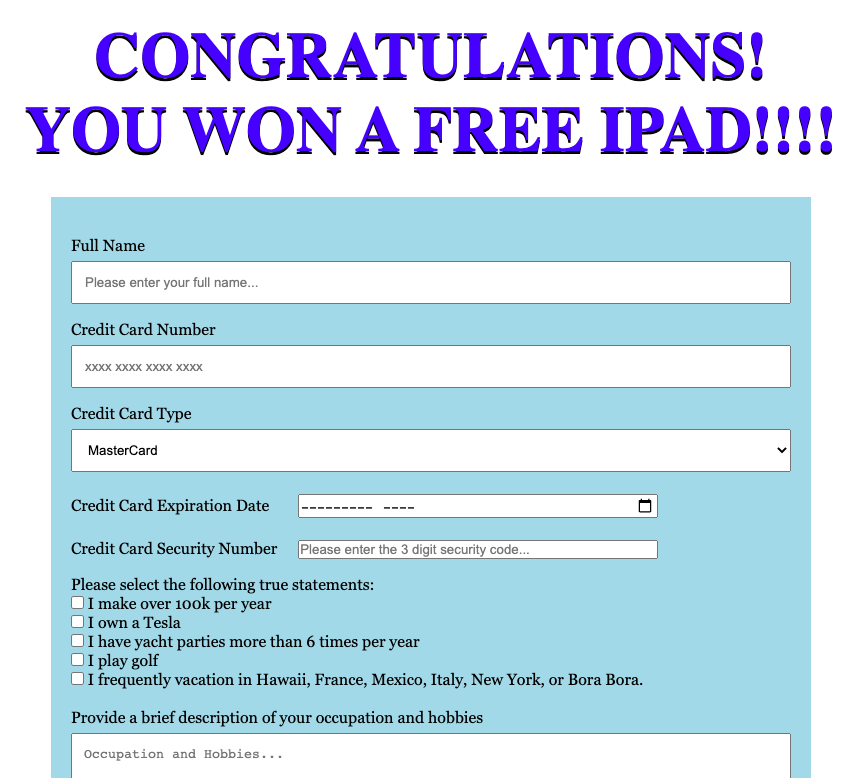 CONGRATULATIONS!
YOU WON A FREE IPAD!!!!
Full Name
Please enter your full name...
Credit Card Number
xxxx xxxx xxxx xxxx
Credit Card Type
MasterCard
Credit Card Expiration Date --------- ----
Credit Card Security Number Please enter the 3 digit security code...
Please select the following true statements:
I make over 100k per year
I own a Tesla
I have yacht parties more than 6 times per year
I play golf
I frequently vacation in Hawaii, France, Mexico, Italy, New York, or Bora Bora.
Provide a brief description of your occupation and hobbies
Occupation and Hobbies...